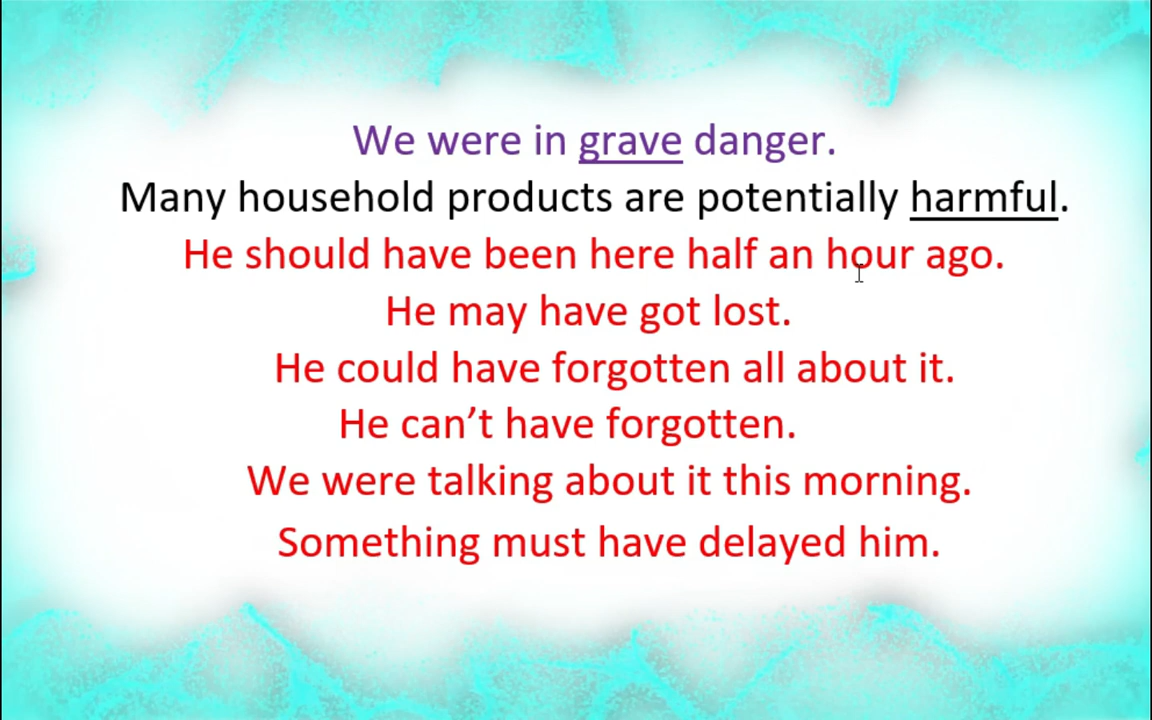 We were in grave danger.
Many household products are potentially harmful.
He should have been here half an hour ago.
He may have got lost.
He could have forgotten all about it.
He can’t have forgotten.
We were talking about it this morning.
Something must have delayed him.